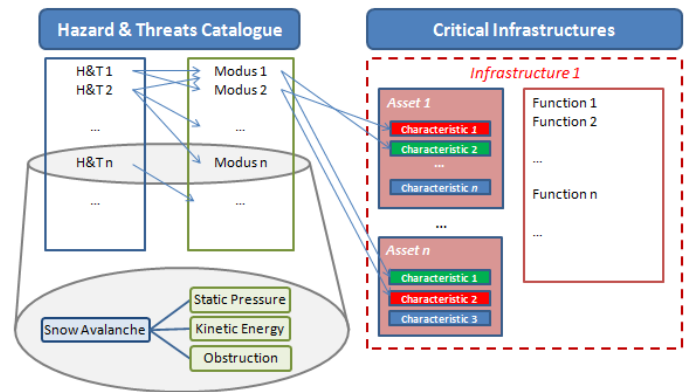 Hazard & Threats Catalogue
Critical Infrastructures
H&T 1
H&T 2
...
H&T n
...
Modus 1
Modus 2
...
Modus n
...
Snow Avalanche
Static Pressure
Kinetic Energy
Obstruction
Infrastructure 1
Asset 1
Characteristic 1
Characteristic 2
...
Characteristic n
...
Asset n
Characteristic 1
Characteristic 2
Characteristic 3
Function 1
Function 2
...
Function n
...